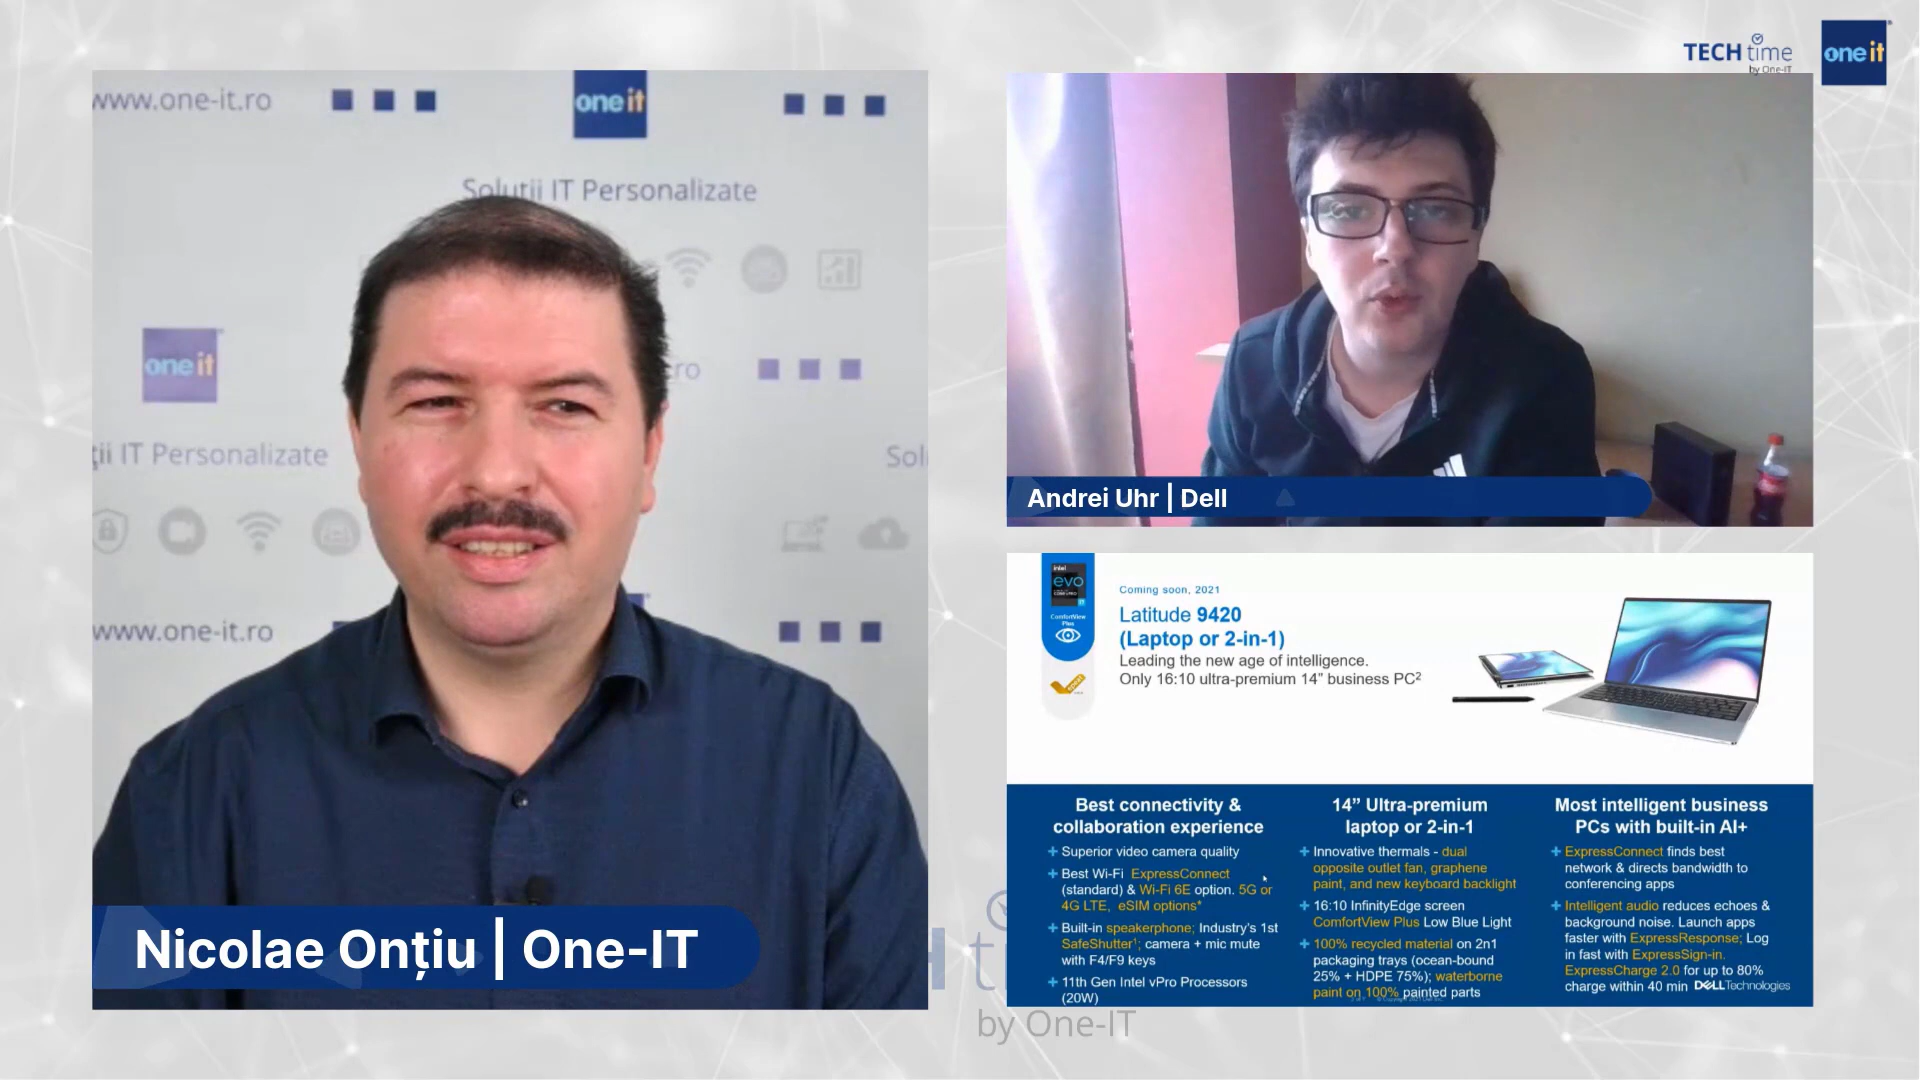 TECH time
by One-IT
one it
www.one-it.ro
one it
Soluții IT Personalizate
one it
ro
ții IT Personalizate
Sol
www.one-it.ro
Nicolae Onțiu | One-IT
Andrei Uhr | Dell
intel
evo
ComfortView
Plus
Coming soon, 2021
Latitude 9420
(Laptop or 2-in-1)
Leading the new age of intelligence.
Only 16:10 ultra-premium 14" business PC²
Best connectivity &
collaboration experience
+ Superior video camera quality
+ Best Wi-Fi ExpressConnect
(standard) & Wi-Fi 6E option. 5G or
4G LTE, eSIM options*
+ Built-in speakerphone; Industry's 1st
SafeShutter¹; camera + mic mute
with F4/F9 keys
+ 11th Gen Intel vPro Processors
(20W)
14” Ultra-premium
laptop or 2-in-1
+ Innovative thermals - dual
opposite outlet fan, graphene
paint, and new keyboard backlight
+ 16:10 InfinityEdge screen
ComfortView Plus Low Blue Light
+ 100% recycled material on 2n1
packaging trays (ocean-bound
25% + HDPE 75%); waterborne
paint on 100% painted parts
Most intelligent business
PCs with built-in AI+
+ ExpressConnect finds best
network & directs bandwidth to
conferencing apps
+ Intelligent audio reduces echoes &
background noise. Launch apps
faster with ExpressResponse; Log
in fast with ExpressSign-in.
ExpressCharge 2.0 for up to 80%
charge within 40 min
DELLTechnologies
by One-IT